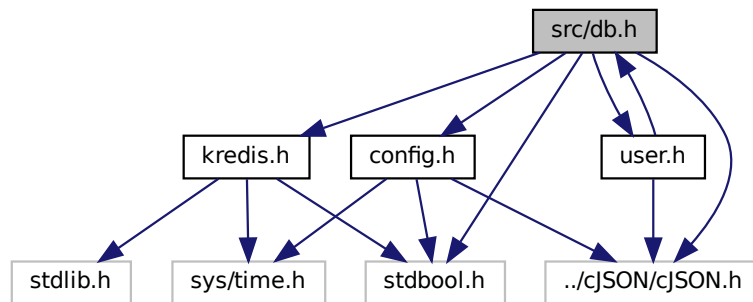 src/db.h
kredis.h
config.h
user.h
stdlib.h
sys/time.h
stdbool.h
../cJSON/cJSON.h